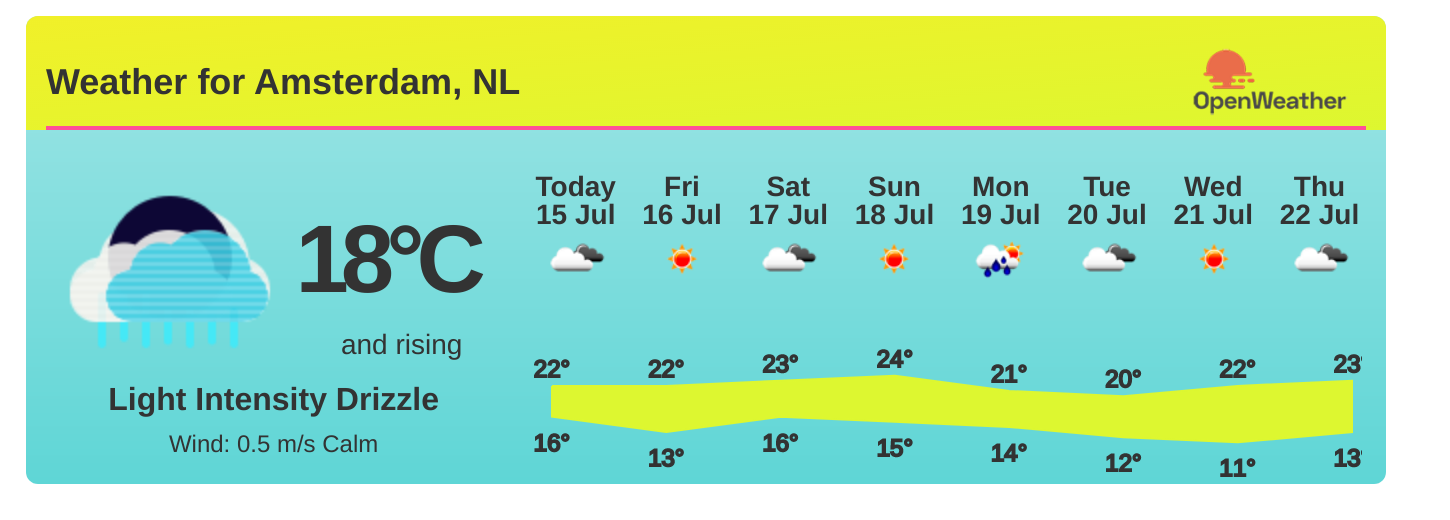 Weather for Amsterdam, NL
OpenWeather
18°C
and rising
Light Intensity Drizzle
Wind: 0.5 m/s Calm
Today Fri Sat Sun Mon Tue Wed Thu
15 Jul 16 Jul 17 Jul 18 Jul 19 Jul 20 Jul 21 Jul 22 Jul
22° 22° 23° 24° 21° 20° 22° 23°
16° 13° 16° 15° 14° 12° 11° 13°